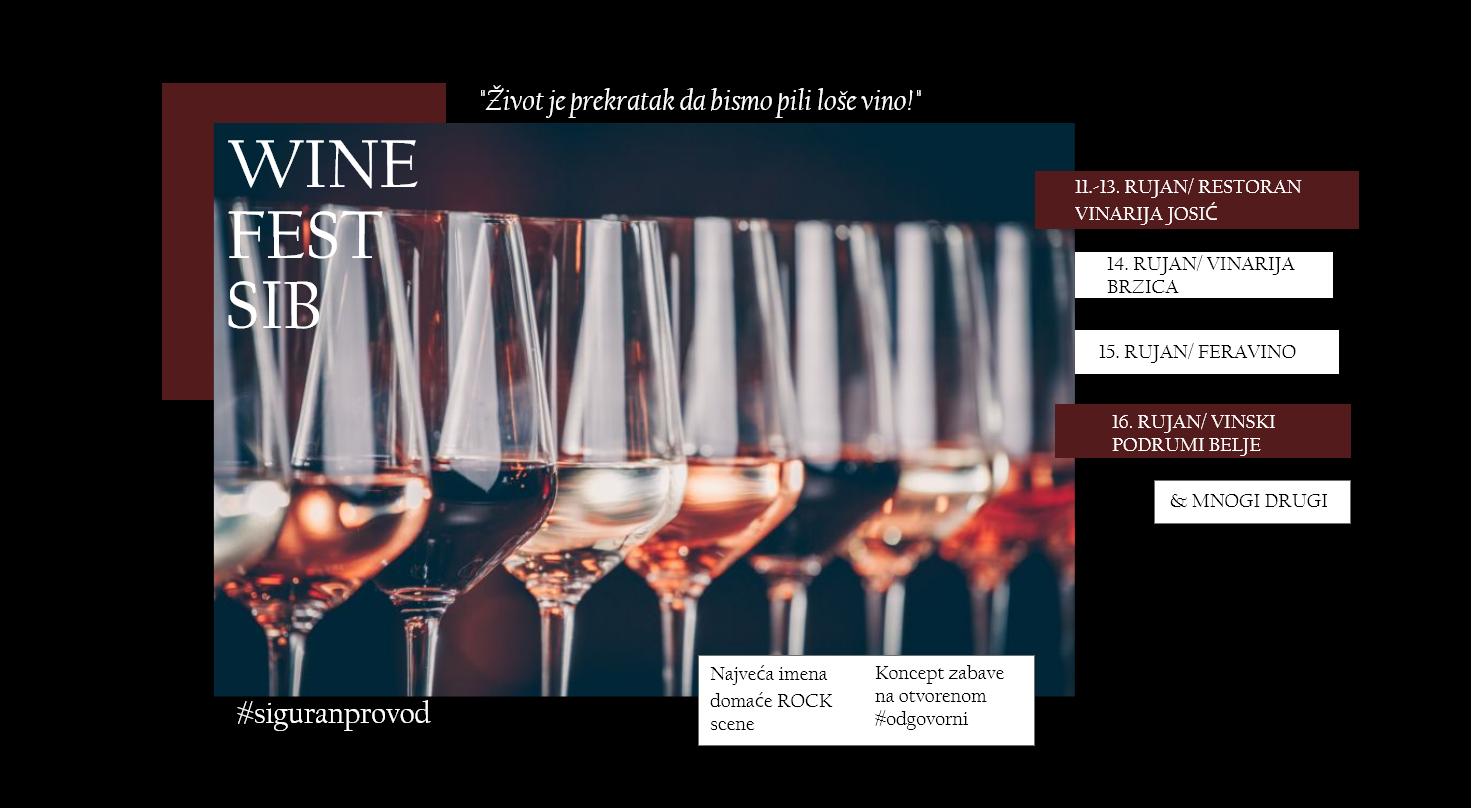 "Život je prekratak da bismo pili loše vino!"
WINE
FEST
SIB
11.-13. RUJAN/ RESTORAN
VINARIJA JOSIĆ
14. RUJAN/ VINARIJA
BRZICA
15. RUJAN/ FERAVINO
16. RUJAN/ VINSKI
PODRUMI BELJE
& MNOGI DRUGI
Najveća imena
domaće ROCK
scene
Koncept zabave
na otvorenom
#odgovorni
#siguranprovod